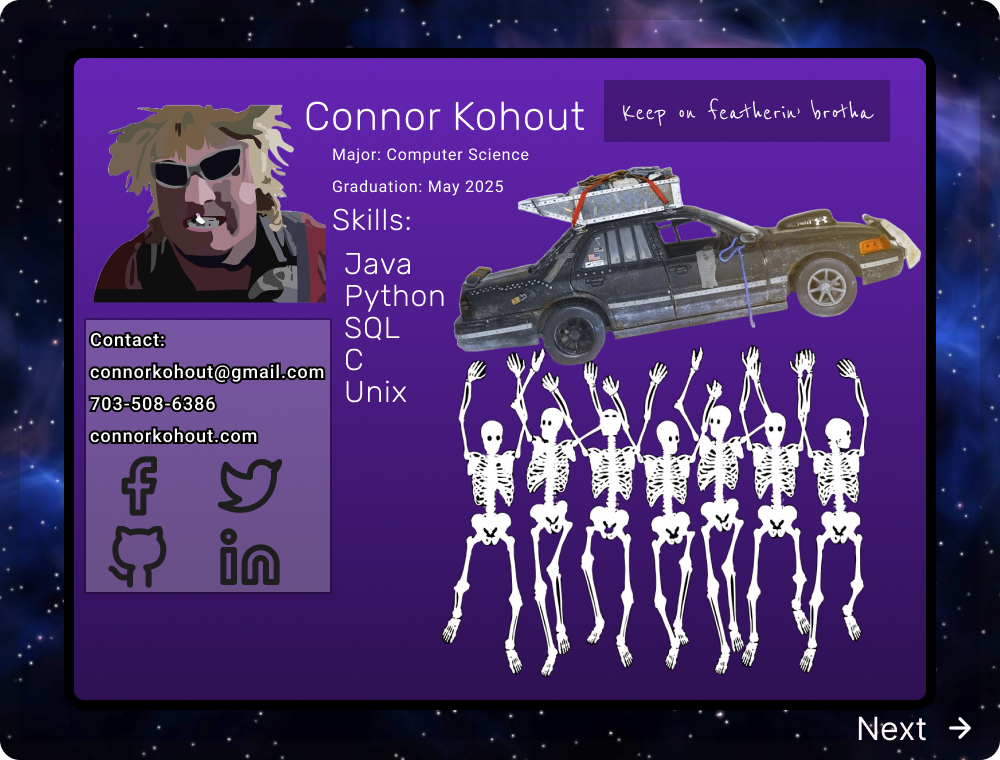 Connor Kohout
Keep on featherin' brotha
Major: Computer Science
Graduation: May 2025
Skills:
Java
Python
SQL
C
Unix
Contact:
connorkohout@gmail.com
703-508-6386
connorkohout.com
Next